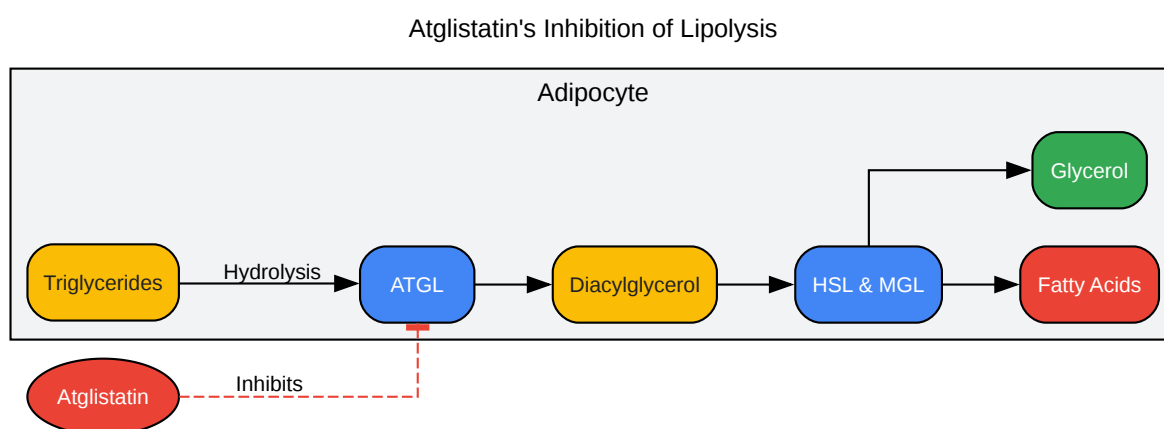 Atglistatin's Inhibition of Lipolysis
Adipocyte
Glycerol
Triglycerides
Hydrolysis
ATGL
Diacylglycerol
HSL & MGL
Fatty Acids
Atglistatin
Inhibits